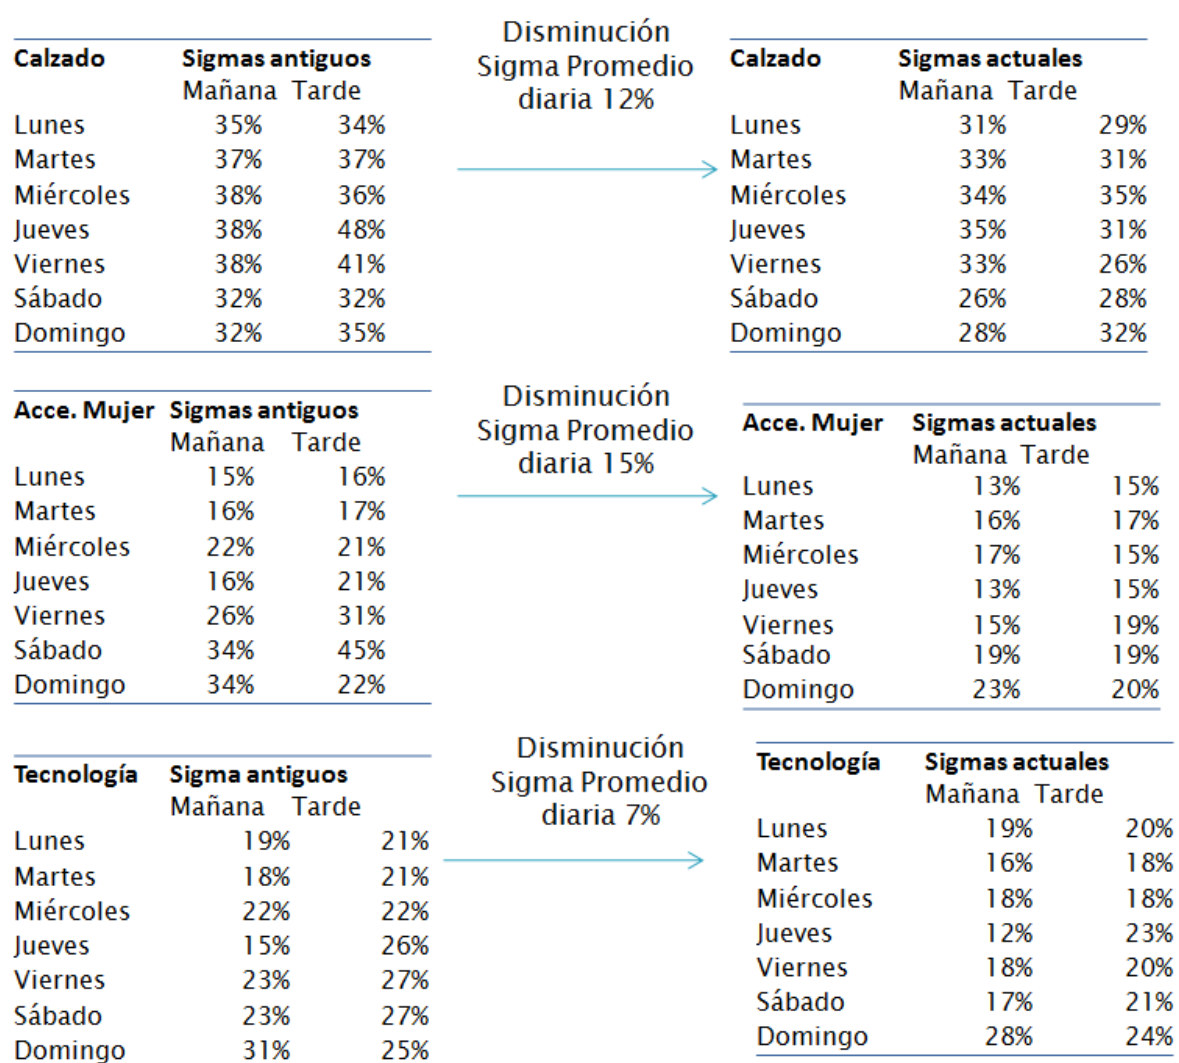 Calzado Sigmas antiguos
Mañana Tarde
Lunes 35% 34%
Martes 37% 37%
Miércoles 38% 36%
Jueves 38% 48%
Viernes 38% 41%
Sábado 32% 32%
Domingo 32% 35%
Disminución
Sigma Promedio
diaria 12%
Calzado Sigmas actuales
Mañana Tarde
Lunes 31% 29%
Martes 33% 31%
Miércoles 34% 35%
Jueves 35% 31%
Viernes 33% 26%
Sábado 26% 28%
Domingo 28% 32%
Acce. Mujer Sigmas antiguos
Mañana Tarde
Lunes 15% 16%
Martes 16% 17%
Miércoles 22% 21%
Jueves 16% 21%
Viernes 26% 31%
Sábado 34% 45%
Domingo 34% 22%
Disminución
Sigma Promedio
diaria 15%
Acce. Mujer Sigmas actuales
Mañana Tarde
Lunes 13% 15%
Martes 16% 17%
Miércoles 17% 15%
Jueves 13% 15%
Viernes 15% 19%
Sábado 19% 19%
Domingo 23% 20%
Tecnología Sigma antiguos
Mañana Tarde
Lunes 19% 21%
Martes 18% 21%
Miércoles 22% 22%
Jueves 15% 26%
Viernes 23% 27%
Sábado 23% 27%
Domingo 31% 25%
Disminución
Sigma Promedio
diaria 7%
Tecnología Sigmas actuales
Mañana Tarde
Lunes 19% 20%
Martes 16% 18%
Miércoles 18% 18%
Jueves 12% 23%
Viernes 18% 20%
Sábado 17% 21%
Domingo 28% 24%